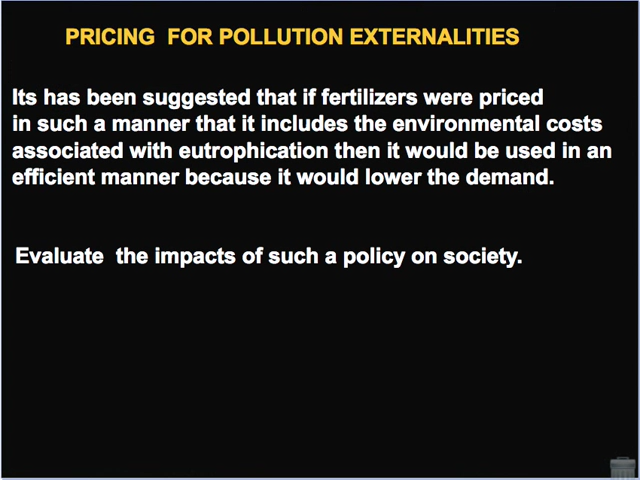 PRICING FOR POLLUTION EXTERNALITIES
Its has been suggested that if fertilizers were priced
in such a manner that it includes the environmental costs
associated with eutrophication then it would be used in an
efficient manner because it would lower the demand.
Evaluate the impacts of such a policy on society.